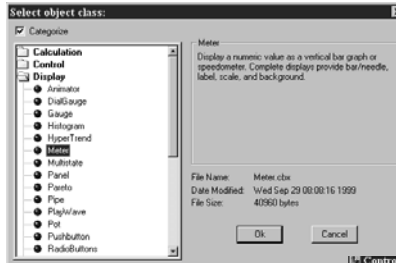 Select object class:
Categorize
Calculation
Control
Display
Animator
DialGauge
Gauge
Histogram
HyperTrend
Meter
Multistate
Panel
Pareto
Pipe
PlayWave
Pot
Pushbutton
RadioButtons
Meter
Display a numeric value as a vertical bar graph or
speedometer. Complete displays provide bar/needle,
label, scale, and background.
File Name: Meter.cbx
Date Modified: Wed Sep 29 08:08:16 1999
File Size: 40960 bytes
Ok
Cancel